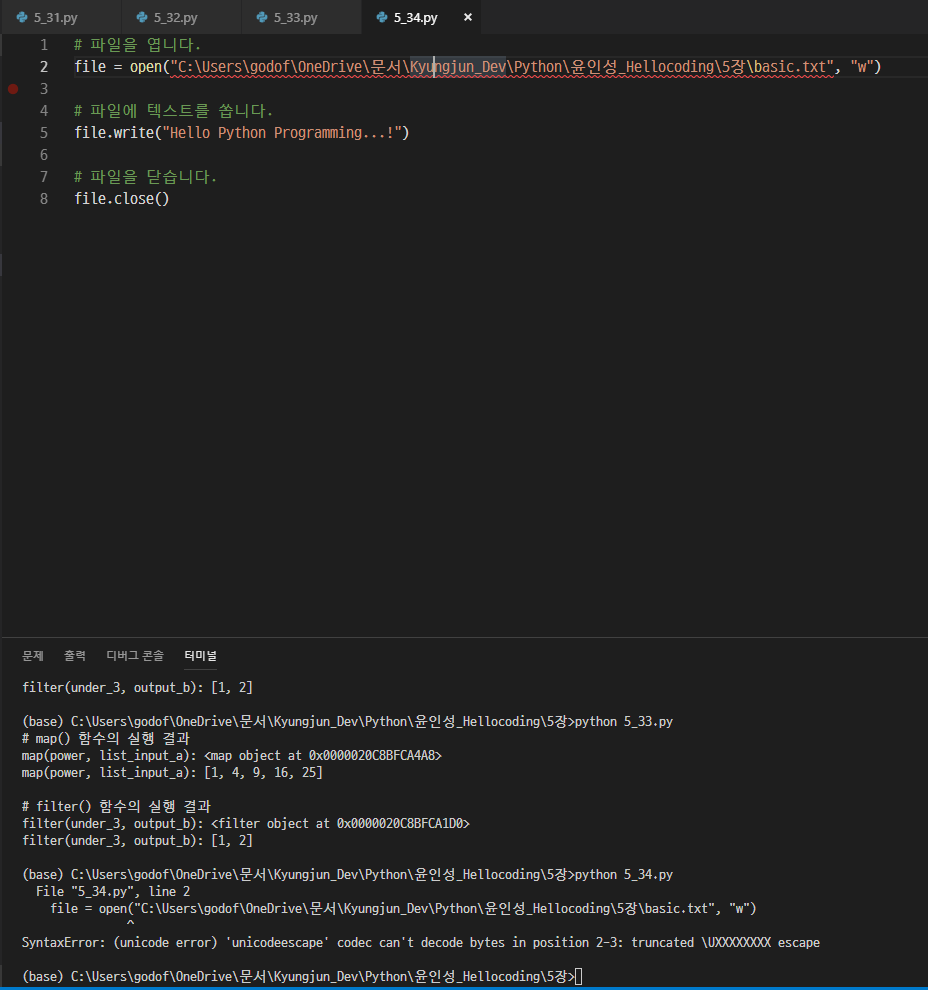 5_31.py 5_32.py 5_33.py 5_34.py ×
1 # 파일을 엽니다.
2 file = open("C:\Users\godof\OneDrive\문서\Kyungjun_Dev\Python\윤인성_Hellocoding\5장\basic.txt", "w")
3
4 # 파일에 텍스트를 씁니다.
5 file.write("Hello Python Programming...!")
6
7 # 파일을 닫습니다.
8 file.close()
문제 출력 디버그 콘솔 터미널
filter(under_3, output_b): [1, 2]
(base) C:\Users\godof\OneDrive\문서\Kyungjun_Dev\Python\윤인성_Hellocoding\5장>python 5_33.py
# map() 함수의 실행 결과
map(power, list_input_a): <map object at 0x0000020C8BFCA4A8>
map(power, list_input_a): [1, 4, 9, 16, 25]
# filter() 함수의 실행 결과
filter(under_3, output_b): <filter object at 0x0000020C8BFCA1D0>
filter(under_3, output_b): [1, 2]
(base) C:\Users\godof\OneDrive\문서\Kyungjun_Dev\Python\윤인성_Hellocoding\5장>python 5_34.py
File "5_34.py", line 2
file = open("C:\Users\godof\OneDrive\문서\Kyungjun_Dev\Python\윤인성_Hellocoding\5장\basic.txt", "w")
^
SyntaxError: (unicode error) 'unicodeescape' codec can't decode bytes in position 2-3: truncated \UXXXXXXXX escape
(base) C:\Users\godof\OneDrive\문서\Kyungjun_Dev\Python\윤인성_Hellocoding\5장>